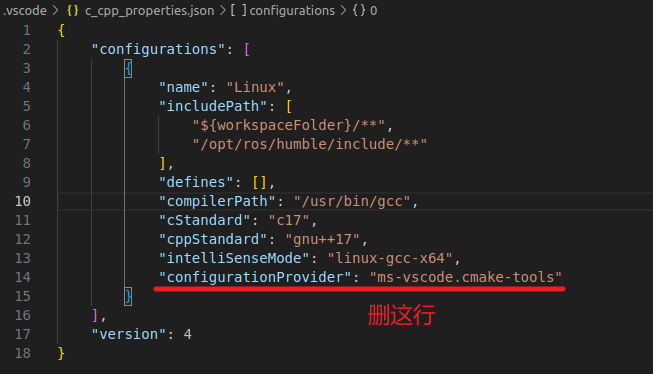 .vscode > {} c_cpp_properties.json > [ ] configurations > {} 0
1 {
2 "configurations": [
3 {
4 "name": "Linux",
5 "includePath": [
6 "${workspaceFolder}/**",
7 "/opt/ros/humble/include/**"
8 ],
9 "defines": [],
10 "compilerPath": "/usr/bin/gcc",
11 "cStandard": "c17",
12 "cppStandard": "gnu++17",
13 "intelliSenseMode": "linux-gcc-x64",
14 "configurationProvider": "ms-vscode.cmake-tools"
15 }
删这行
16 ],
17 "version": 4
18 }